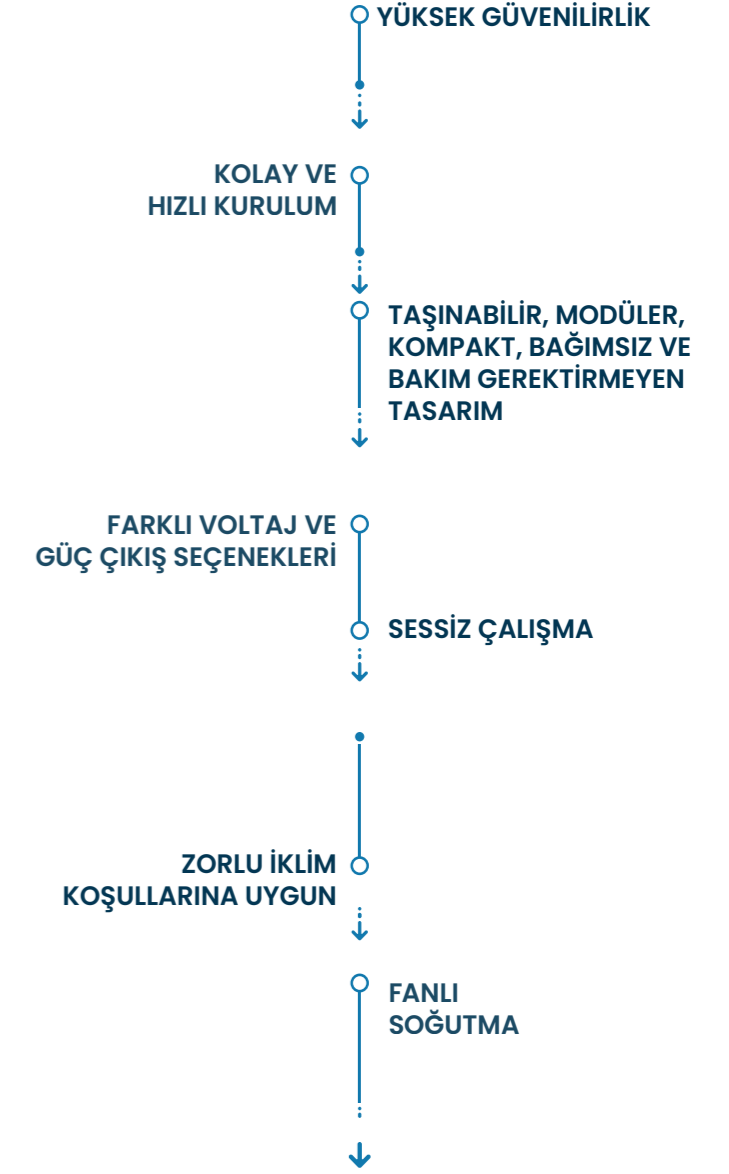 YÜKSEK GÜVENİLİRLİK
KOLAY VE
HIZLI KURULUM
TAŞINABİLİR, MODÜLER,
KOMPAKT, BAĞIMSIZ VE
BAKIM GEREKTİRMEYEN
TASARIM
FARKLI VOLTAJ VE
GÜÇ ÇIKIŞ SEÇENEKLERİ
SESSİZ ÇALIŞMA
ZORLU İKLİM
KOŞULLARINA UYGUN
FANLI
SOĞUTMA